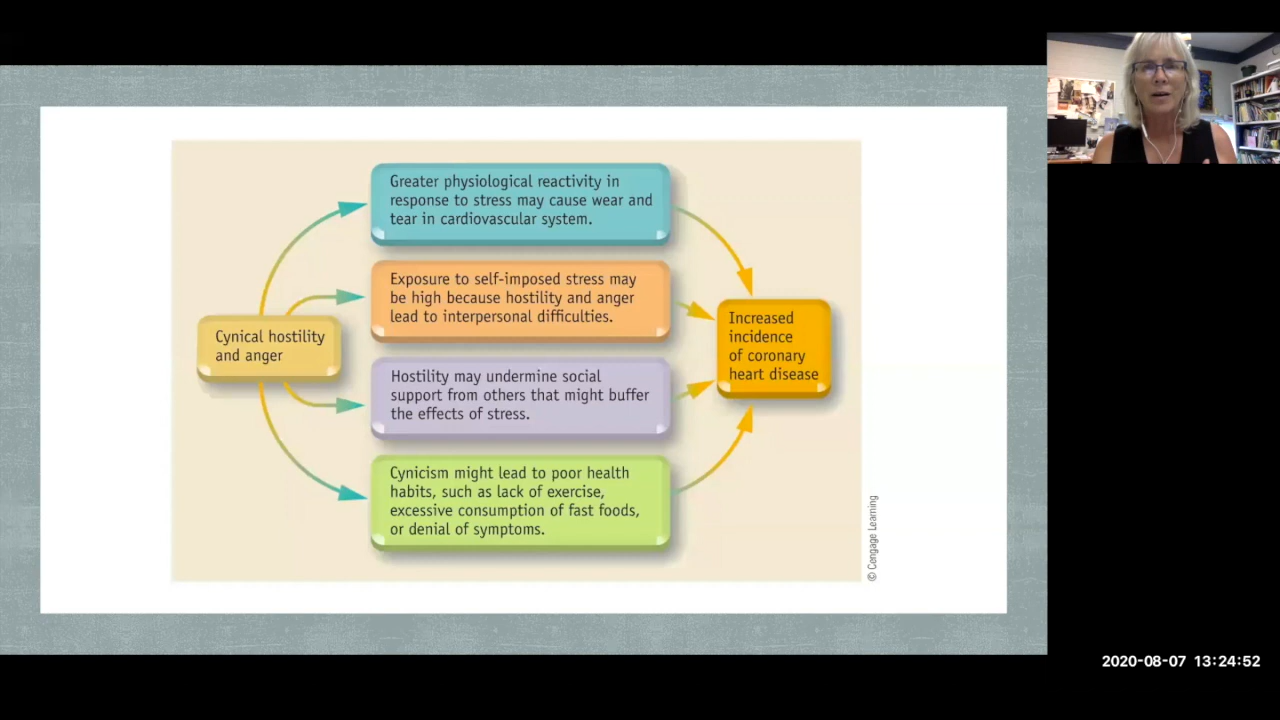 Greater physiological reactivity in
response to stress may cause wear and
tear in cardiovascular system.
Exposure to self-imposed stress may
be high because hostility and anger
lead to interpersonal difficulties.
Cynical hostility
and anger
Hostility may undermine social
support from others that might buffer
the effects of stress.
Cynicism might lead to poor health
habits, such as lack of exercise,
excessive consumption of fast foods,
or denial of symptoms.
Increased
incidence
of coronary
heart disease
© Cengage Learning
2020-08-07 13:24:52